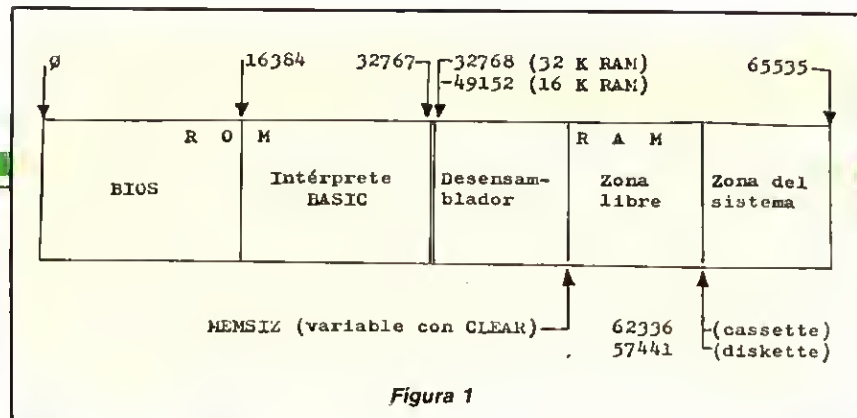 Ø
16384
32767
32768 (32 K RAM)
49152 (16 K RAM)
65535
R O M
R A M
BIOS
Intérprete
BASIC
Desensam-
blador
Zona
libre
Zona del
sistema
MEMSIZ (variable con CLEAR)
62336 (cassette)
57441 (diskette)
Figura 1